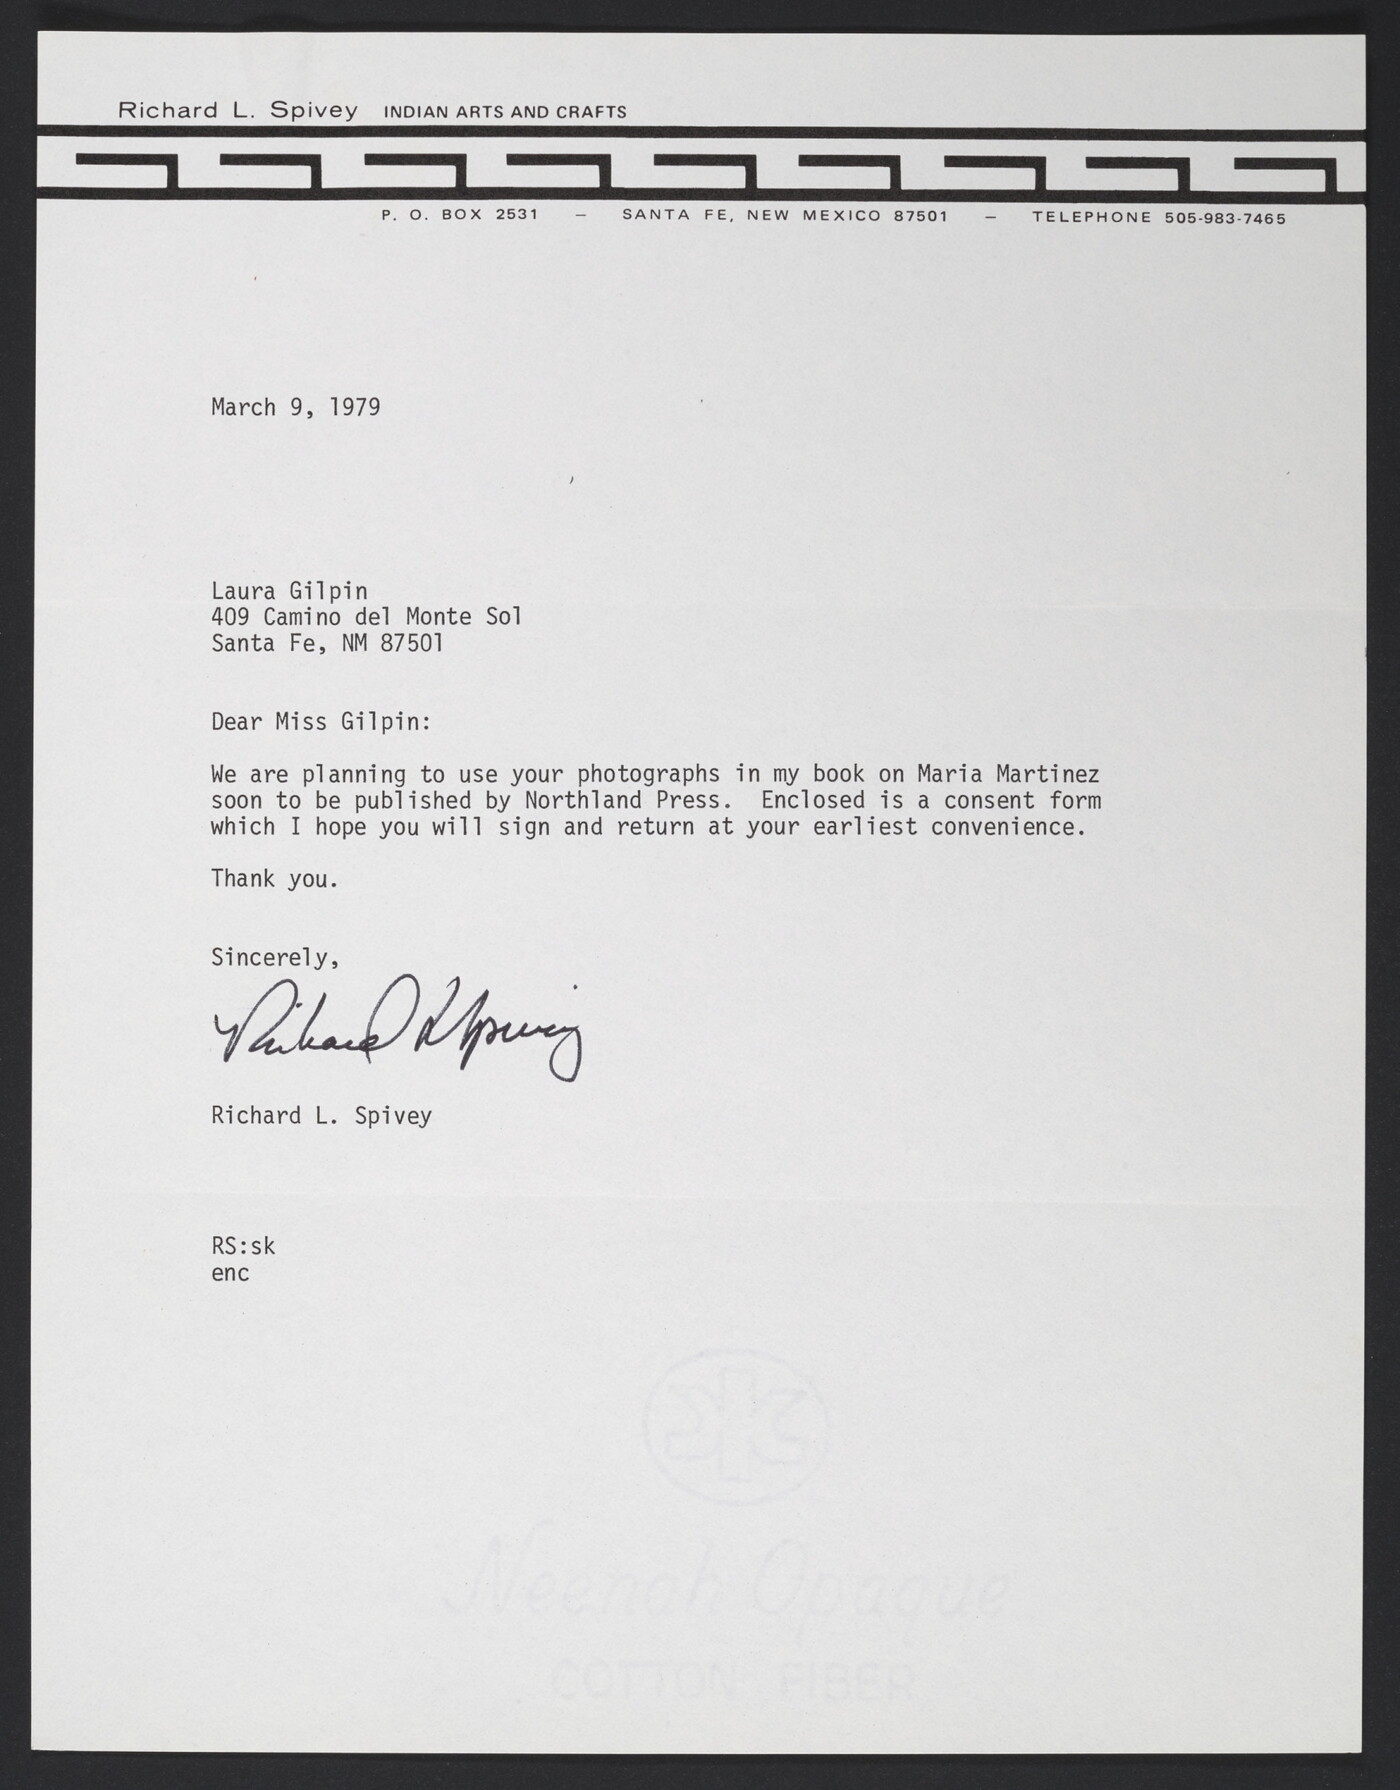 Richard L. Spivey INDIAN ARTS AND CRAFTS
P. O. BOX 2531 — SANTA FE, NEW MEXICO 87501 — TELEPHONE 505-983-7465
March 9, 1979
Laura Gilpin
409 Camino del Monte Sol
Santa Fe, NM 87501
Dear Miss Gilpin:
We are planning to use your photographs in my book on Maria Martinez
soon to be published by Northland Press. Enclosed is a consent form
which I hope you will sign and return at your earliest convenience.
Thank you.
Sincerely,
Richard L Spivey
Richard L. Spivey
RS:sk
enc
Neenah Opaque
COTTON FIBER